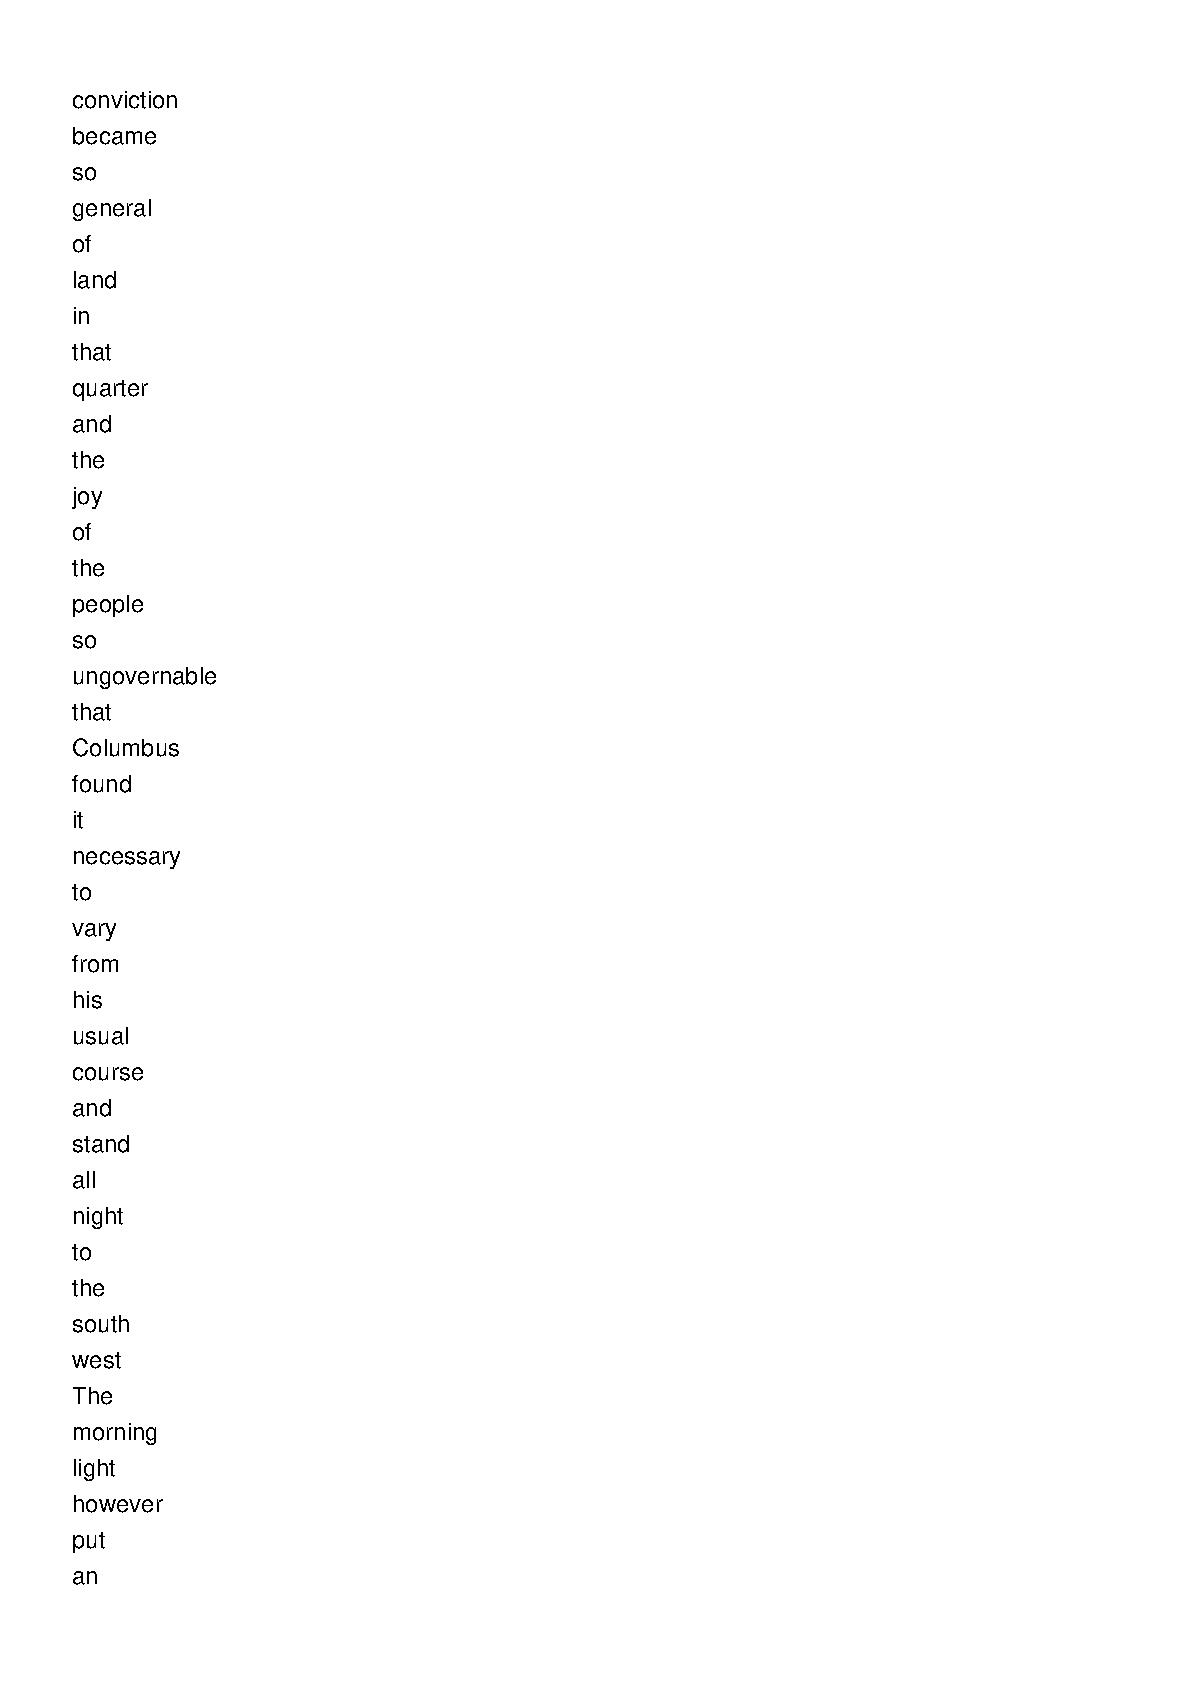 conviction
became
so
general
of
land
in
that
quarter
and
the
joy
of
the
people
so
ungovernable
that
Columbus
found
it
necessary
to
vary
from
his
usual
course
and
stand
all
night
to
the
south
west
The
morning
light
however
put
an